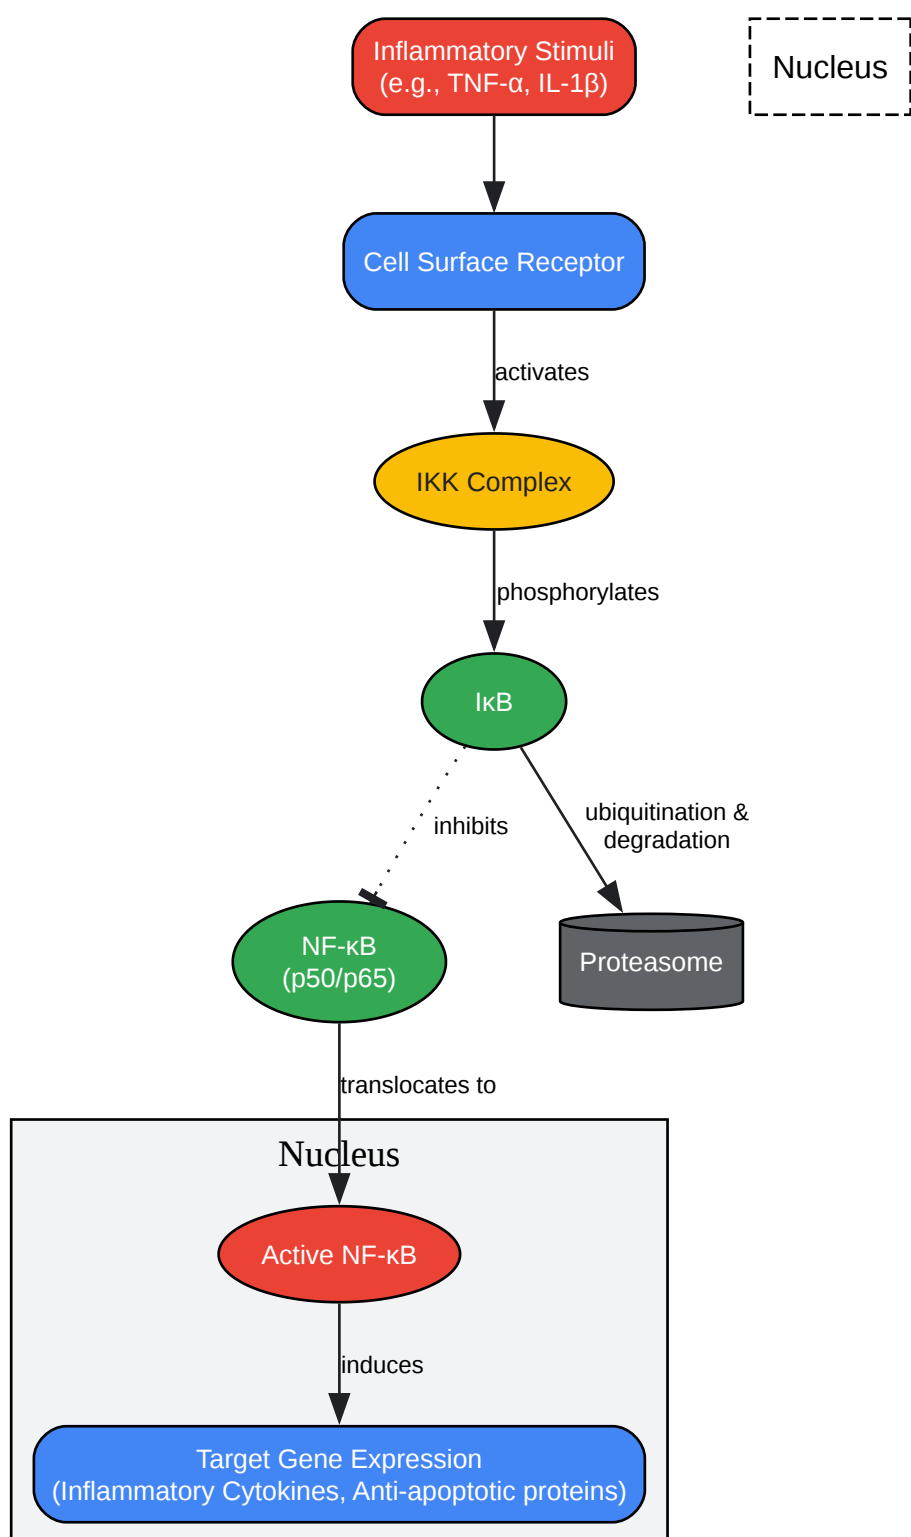 Inflammatory Stimuli
(e.g., TNF-α, IL-1β)
Nucleus
Cell Surface Receptor
activates
IKK Complex
phosphorylates
IκB
inhibits
ubiquitination &
degradation
NF-κB
(p50/p65)
Proteasome
translocates to
Nucleus
Active NF-κB
induces
Target Gene Expression
(Inflammatory Cytokines, Anti-apoptotic proteins)